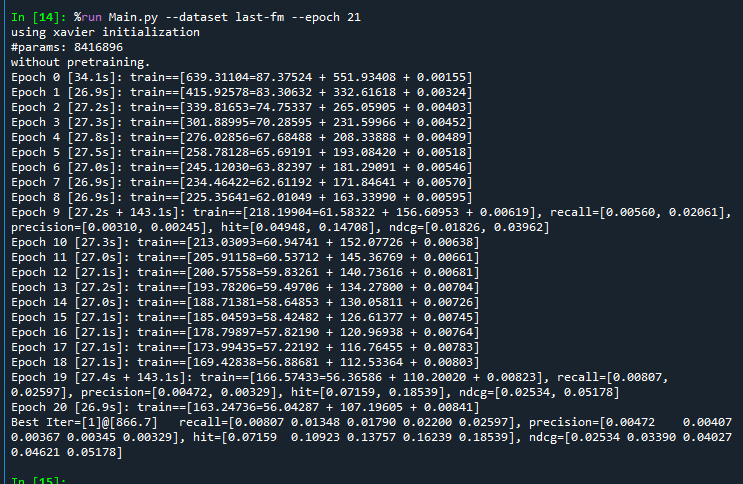 In [14]: %run Main.py --dataset last-fm --epoch 21
using xavier initialization
#params: 8416896
without pretraining.
Epoch 0 [34.1s]: train==[639.31104=87.37524 + 551.93408 + 0.00155]
Epoch 1 [26.9s]: train==[415.92578=83.30632 + 332.61618 + 0.00324]
Epoch 2 [27.2s]: train==[339.81653=74.75337 + 265.05905 + 0.00403]
Epoch 3 [27.3s]: train==[301.88995=70.28595 + 231.59966 + 0.00452]
Epoch 4 [27.8s]: train==[276.02856=67.68488 + 208.33888 + 0.00489]
Epoch 5 [27.5s]: train==[258.78128=65.69191 + 193.08420 + 0.00518]
Epoch 6 [27.0s]: train==[245.12030=63.82397 + 181.29091 + 0.00546]
Epoch 7 [26.9s]: train==[234.46422=62.61192 + 171.84641 + 0.00570]
Epoch 8 [26.9s]: train==[225.35641=62.01049 + 163.33990 + 0.00595]
Epoch 9 [27.2s + 143.1s]: train==[218.19904=61.58322 + 156.60953 + 0.00619], recall=[0.00560, 0.02061],
precision=[0.00310, 0.00245], hit=[0.04948, 0.14708], ndcg=[0.01826, 0.03962]
Epoch 10 [27.3s]: train==[213.03093=60.94741 + 152.07726 + 0.00638]
Epoch 11 [27.0s]: train==[205.91158=60.53712 + 145.36769 + 0.00661]
Epoch 12 [27.1s]: train==[200.57558=59.83261 + 140.73616 + 0.00681]
Epoch 13 [27.2s]: train==[193.78206=59.49706 + 134.27800 + 0.00704]
Epoch 14 [27.0s]: train==[188.71381=58.64853 + 130.05811 + 0.00726]
Epoch 15 [27.1s]: train==[185.04593=58.42482 + 126.61377 + 0.00745]
Epoch 16 [27.1s]: train==[178.79897=57.82190 + 120.96938 + 0.00764]
Epoch 17 [27.1s]: train==[173.99435=57.22192 + 116.76455 + 0.00783]
Epoch 18 [27.1s]: train==[169.42838=56.88681 + 112.53364 + 0.00803]
Epoch 19 [27.4s + 143.1s]: train==[166.57433=56.36586 + 110.20020 + 0.00823], recall=[0.00807,
0.02597], precision=[0.00472, 0.00329], hit=[0.07159, 0.18539], ndcg=[0.02534, 0.05178]
Epoch 20 [26.9s]: train==[163.24736=56.04287 + 107.19605 + 0.00841]
Best Iter=[1]@[866.7]   recall=[0.00807 0.01348 0.01790 0.02200 0.02597], precision=[0.00472    0.00407
0.00367 0.00345 0.00329], hit=[0.07159  0.10923 0.13757 0.16239 0.18539], ndcg=[0.02534 0.03390 0.04027
0.04621 0.05178]
In [15]: